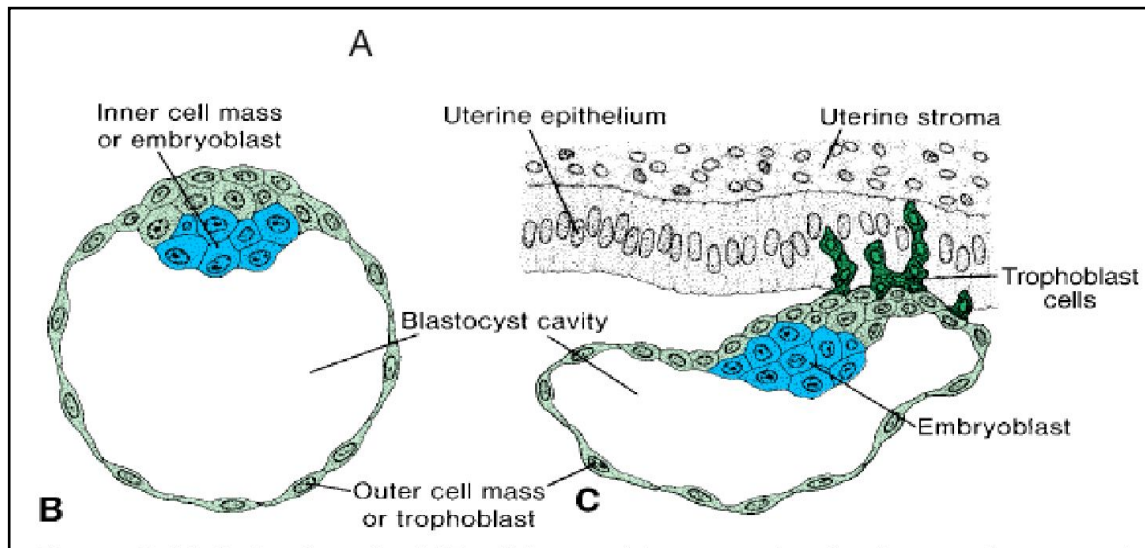 A
Inner cell mass
or embryoblast
Uterine epithelium
Uterine stroma
Trophoblast
cells
Blastocyst cavity
Embryoblast
Outer cell mass
or trophoblast
B
C